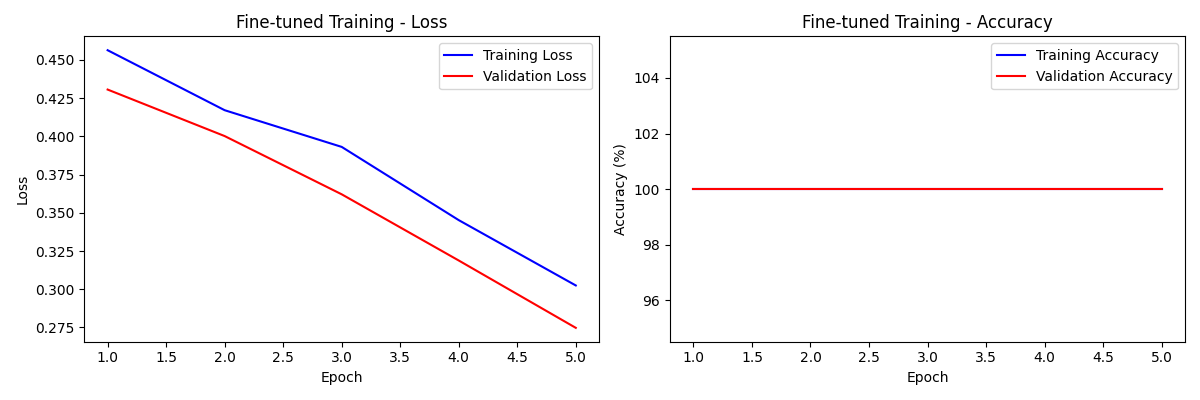 Fine-tuned Training - Loss
Training Loss
Validation Loss
0.450
0.425
0.400
0.375
0.350
0.325
0.300
0.275
Loss
1.0 1.5 2.0 2.5 3.0 3.5 4.0 4.5 5.0
Epoch
Fine-tuned Training - Accuracy
Training Accuracy
Validation Accuracy
104
102
100
98
96
Accuracy (%)
1.0 1.5 2.0 2.5 3.0 3.5 4.0 4.5 5.0
Epoch